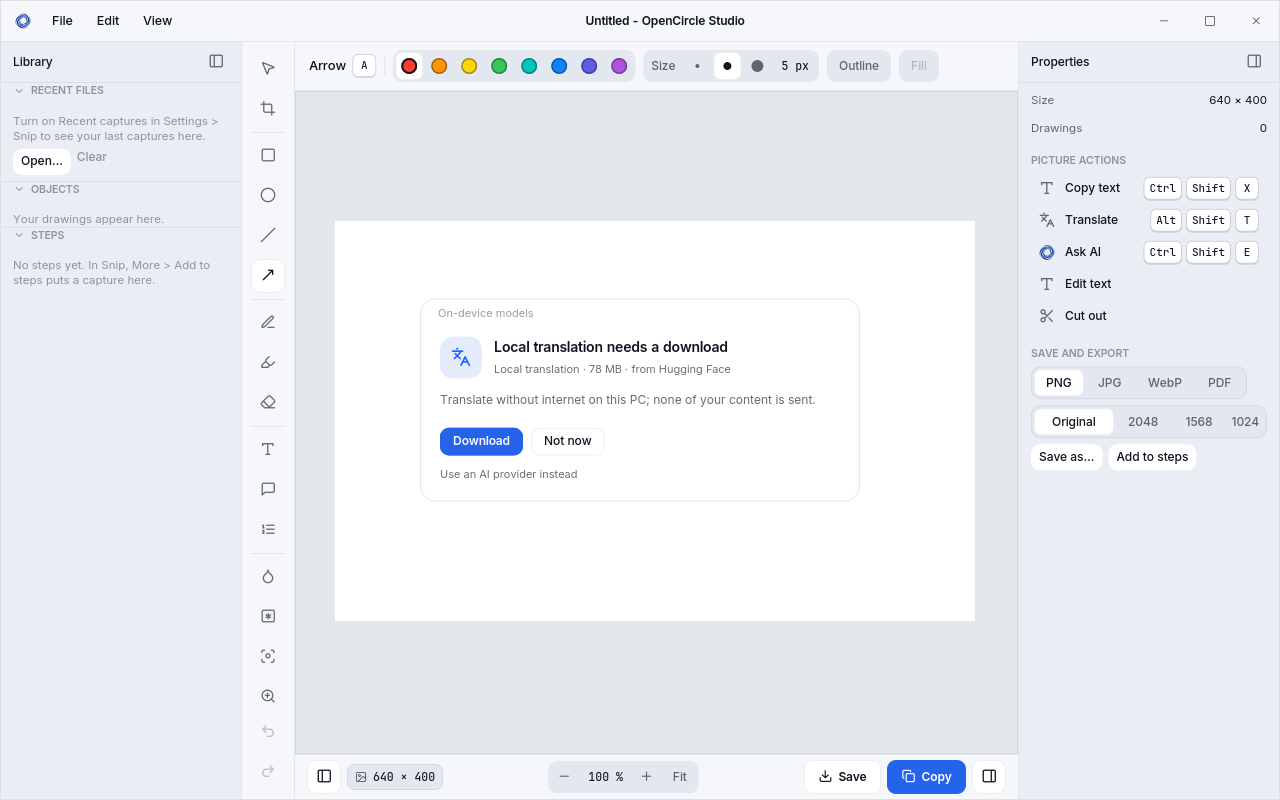 File Edit View
Untitled - OpenCircle Studio
Library
RECENT FILES
Turn on Recent captures in Settings >
Snip to see your last captures here.
Open... Clear
OBJECTS
Your drawings appear here.
STEPS
No steps yet. In Snip, More > Add to
steps puts a capture here.
Arrow A
Size 5 px
Outline
Fill
On-device models
Local translation needs a download
Local translation · 78 MB · from Hugging Face
Translate without internet on this PC; none of your content is sent.
Download Not now
Use an AI provider instead
640 × 400
100 %
Fit
Save
Copy
Properties
Size 640 × 400
Drawings 0
PICTURE ACTIONS
Copy text Ctrl Shift X
Translate Alt Shift T
Ask AI Ctrl Shift E
Edit text
Cut out
SAVE AND EXPORT
PNG JPG WebP PDF
Original 2048 1568 1024
Save as... Add to steps